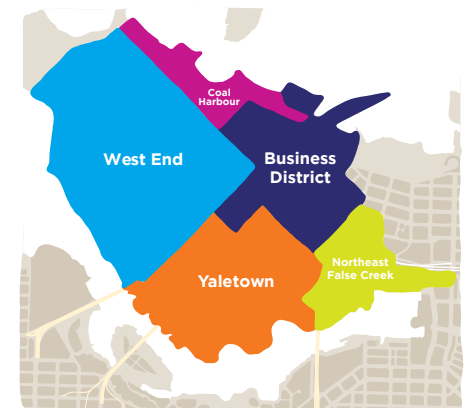 Coal
Harbour
West End
Business
District
Northeast
False Creek
Yaletown